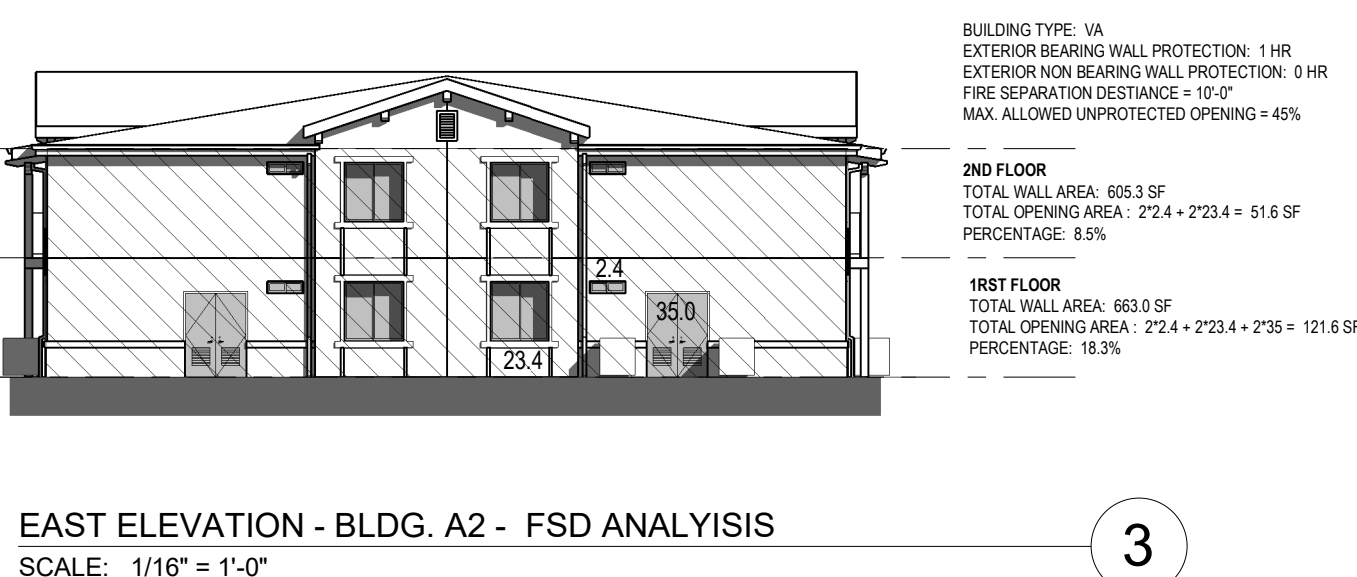 BUILDING TYPE: VA
EXTERIOR BEARING WALL PROTECTION: 1 HR
EXTERIOR NON BEARING WALL PROTECTION: 0 HR
FIRE SEPARATION DESTIANCE = 10'-0"
MAX. ALLOWED UNPROTECTED OPENING = 45%
2ND FLOOR
TOTAL WALL AREA: 605.3 SF
TOTAL OPENING AREA : 2*2.4 + 2*23.4 = 51.6 SF
PERCENTAGE: 8.5%
2.4
1RST FLOOR
TOTAL WALL AREA: 663.0 SF
TOTAL OPENING AREA : 2*2.4 + 2*23.4 + 2*35 = 121.6 SF
PERCENTAGE: 18.3%
35.0
23.4
EAST ELEVATION - BLDG. A2 - FSD ANALYISIS
3
SCALE: 1/16" = 1'-0"